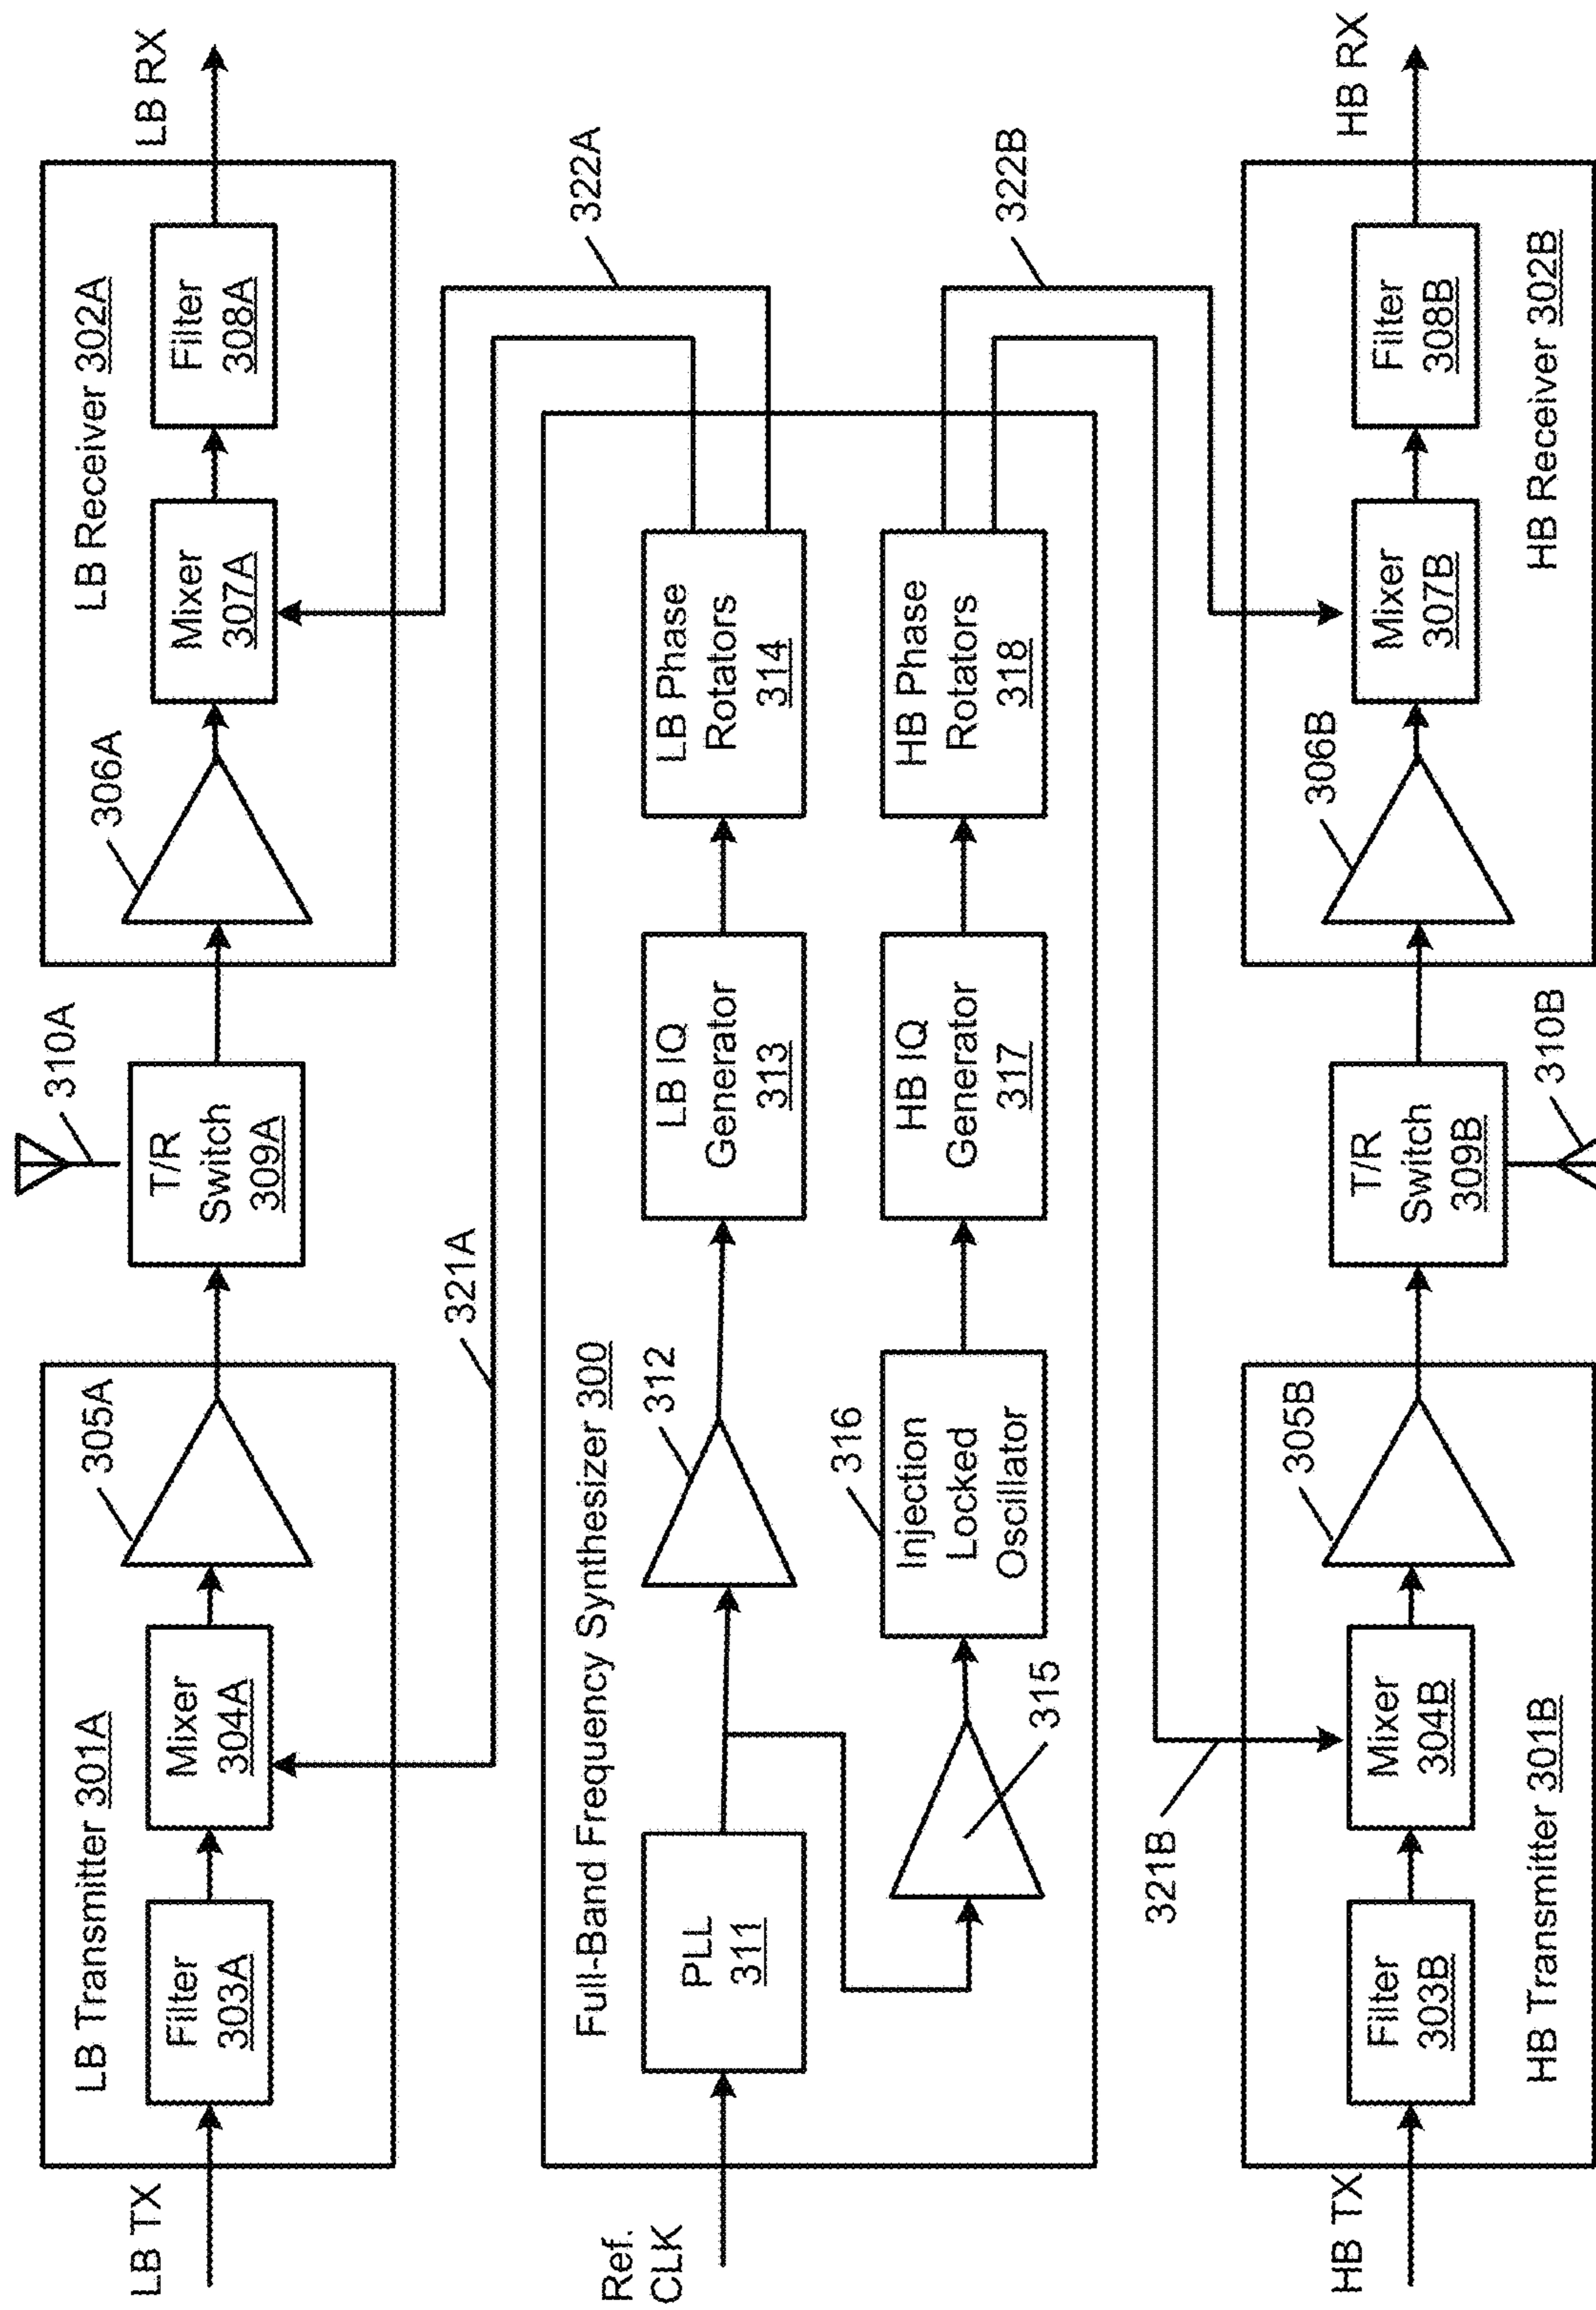 LB TX
LB Transmitter 301A
Filter
303A
Mixer
304A
305A
T/R
Switch
309A
310A
LB Receiver 302A
306A
Mixer
307A
Filter
308A
LB RX
321A
322A
Ref.
CLK
Full-Band Frequency Synthesizer 300
PLL
311
312
LB IQ
Generator
313
LB Phase
Rotators
314
315
316
Injection
Locked
Oscillator
HB IQ
Generator
317
HB Phase
Rotators
318
321B
322B
HB TX
Filter
303B
Mixer
304B
305B
HB Transmitter 301B
T/R
Switch
309B
310B
306B
Mixer
307B
Filter
308B
HB Receiver 302B
HB RX